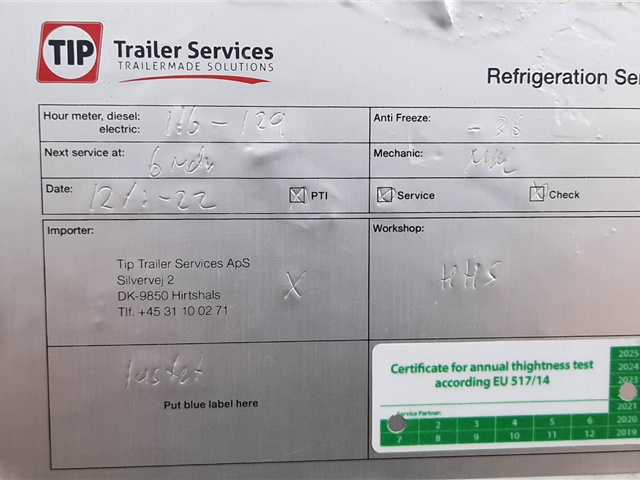 TIP Trailer Services
TRAILERMADE SOLUTIONS
Refrigeration Se
Hour meter, diesel: 116-129
electric:
Anti Freeze: -36
Next service at: 6 mdr
Mechanic:
Date: 12/1-22
PTI
Service
Check
Importer:
Workshop:
Tip Trailer Services ApS
Silvervej 2
DK-9850 Hirtshals
Tlf. +45 31 10 02 71
X
HHS
tastet
Put blue label here
Certificate for annual thightness test
according EU 517/14
Service Partner:
2 3 4 5 6
7 8 9 10 11 12
2025
2024
2023
2021
2020
2019